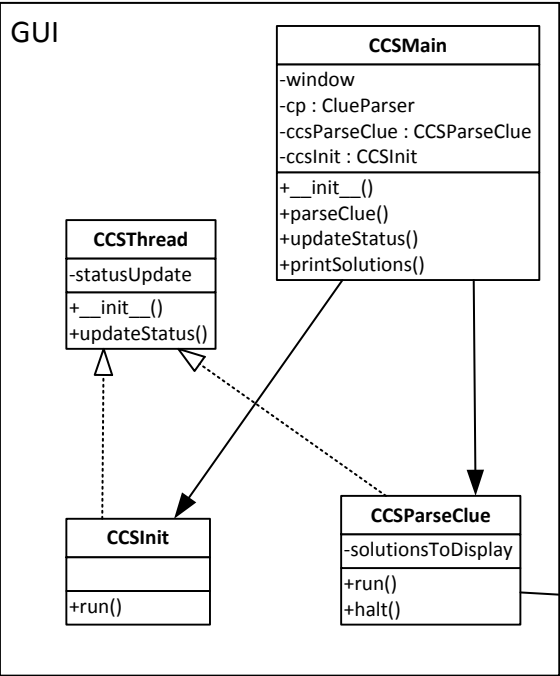 GUI
CCSMain
-window
-cp : ClueParser
-ccsParseClue : CCSParseClue
-ccsInit : CCSInit
+__init__()
+parseClue()
+updateStatus()
+printSolutions()
CCSThread
-statusUpdate
+__init__()
+updateStatus()
CCSInit
+run()
CCSParseClue
-solutionsToDisplay
+run()
+halt()